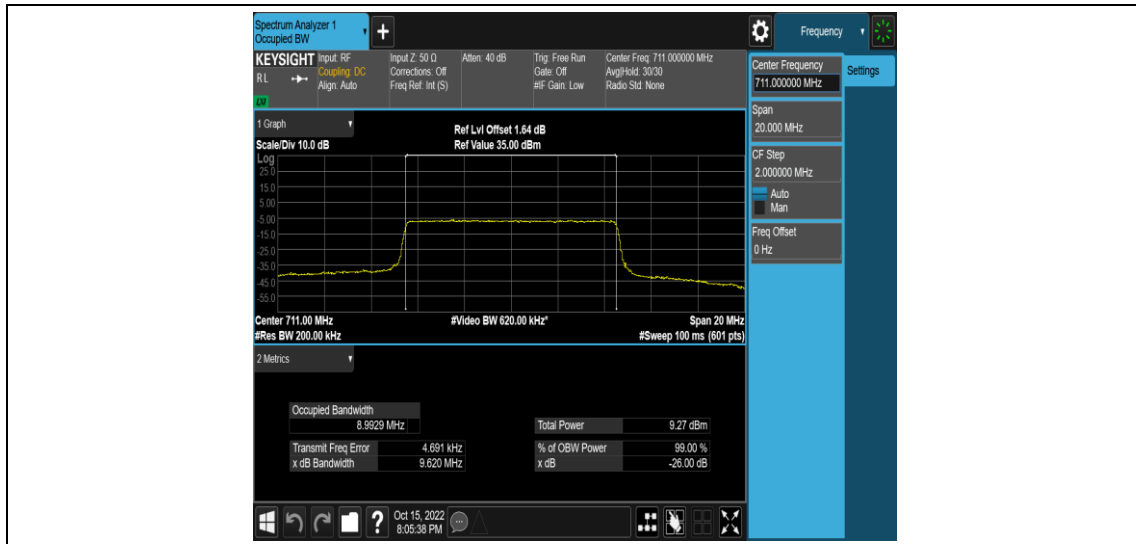 Spectrum Analyzer 1
Occupied BW
+
Frequency
KEYSIGHT Input: RF Input Z: 50 Ω Atten: 40 dB Trig: Free Run Center Freq: 711.000000 MHz
RL Coupling: DC Corrections: Off Gate: Off Avg|Hold: 30/30
Align: Auto Freq Ref: Int (S) #IF Gain: Low Radio Std: None
Center Frequency
711.000000 MHz
Settings
Span
20.000 MHz
CF Step
2.000000 MHz
Auto
Man
Freq Offset
0 Hz
1 Graph
Ref Lvl Offset 1.64 dB
Scale/Div 10.0 dB Ref Value 35.00 dBm
Log
25.0
15.0
5.00
-5.00
-15.0
-25.0
-35.0
-45.0
-55.0
Center 711.00 MHz #Video BW 620.00 kHz* Span 20 MHz
#Res BW 200.00 kHz #Sweep 100 ms (601 pts)
2 Metrics
Occupied Bandwidth
8.9929 MHz Total Power 9.27 dBm
Transmit Freq Error 4.691 kHz % of OBW Power 99.00 %
x dB Bandwidth 9.620 MHz x dB -26.00 dB
? Oct 15, 2022
8:05:38 PM